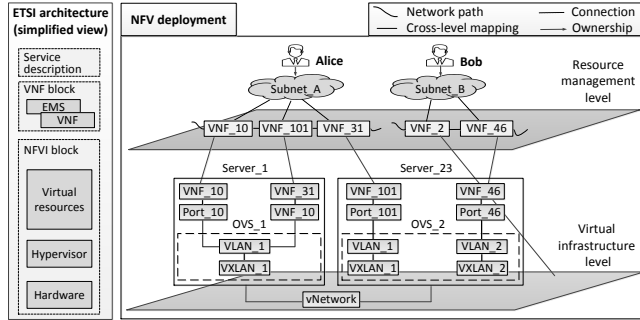 ETSI architecture
(simplified view)
Service
description
VNF block
EMS
VNF
NFVI block
Virtual
resources
Hypervisor
Hardware
NFV deployment
Network path
Connection
Cross-level mapping
Ownership
Alice
Bob
Subnet_A
Subnet_B
Resource
management
level
VNF_10
VNF_101
VNF_31
VNF_2
VNF_46
Server_1
Server_23
VNF_10
VNF_31
VNF_101
VNF_46
Port_10
VNF_10
Port_101
Port_46
OVS_1
OVS_2
VLAN_1
VLAN_1
VLAN_2
VXLAN_1
VXLAN_1
VXLAN_2
Virtual
infrastructure
level
vNetwork